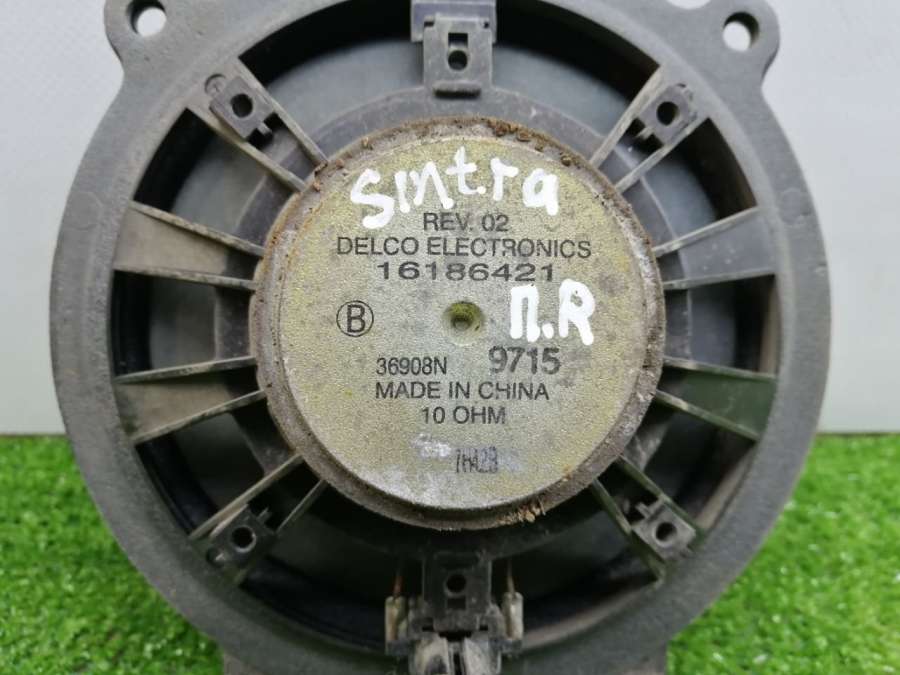 Sintra
REV. 02
DELCO ELECTRONICS
16186421
П.R
B
36908N 9715
MADE IN CHINA
10 OHM